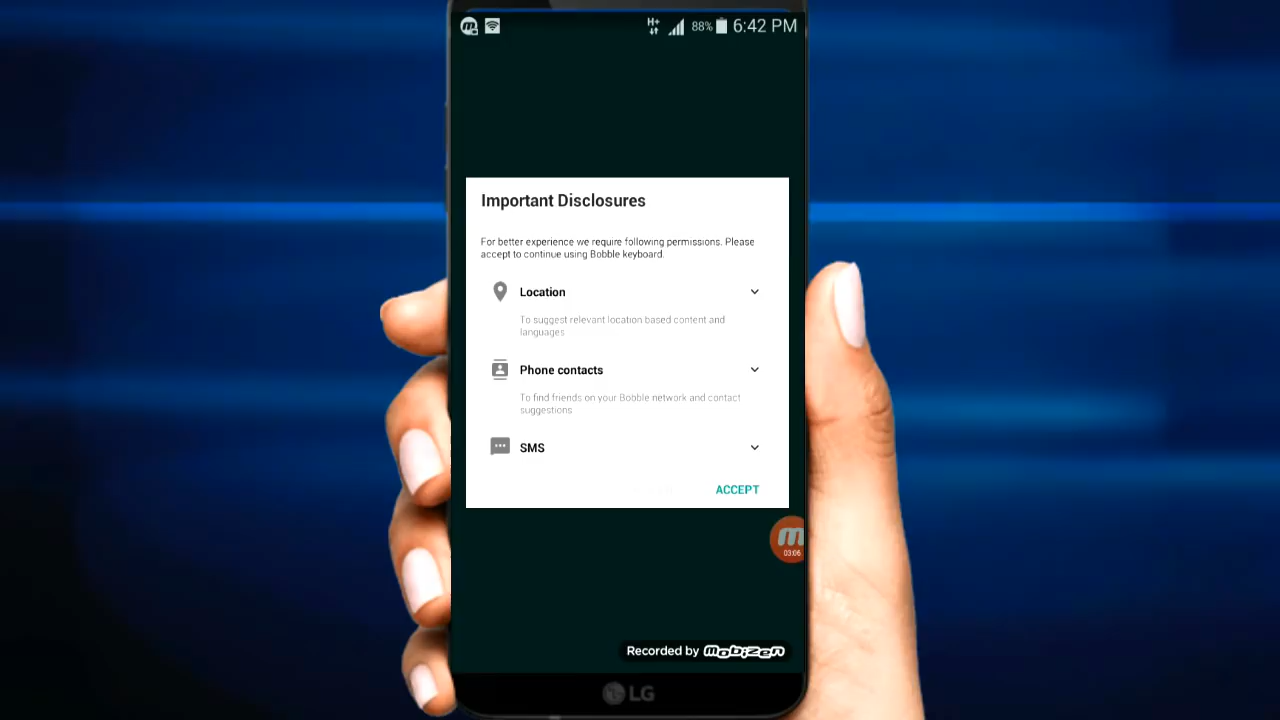 H+
88%
6:42 PM
Important Disclosures
For better experience we require following permissions. Please
accept to continue using Bobble keyboard.
Location
To suggest relevant location based content and
languages
Phone contacts
To find friends on your Bobble network and contact
suggestions
SMS
ACCEPT
m
03:06
Recorded by mobizen
LG